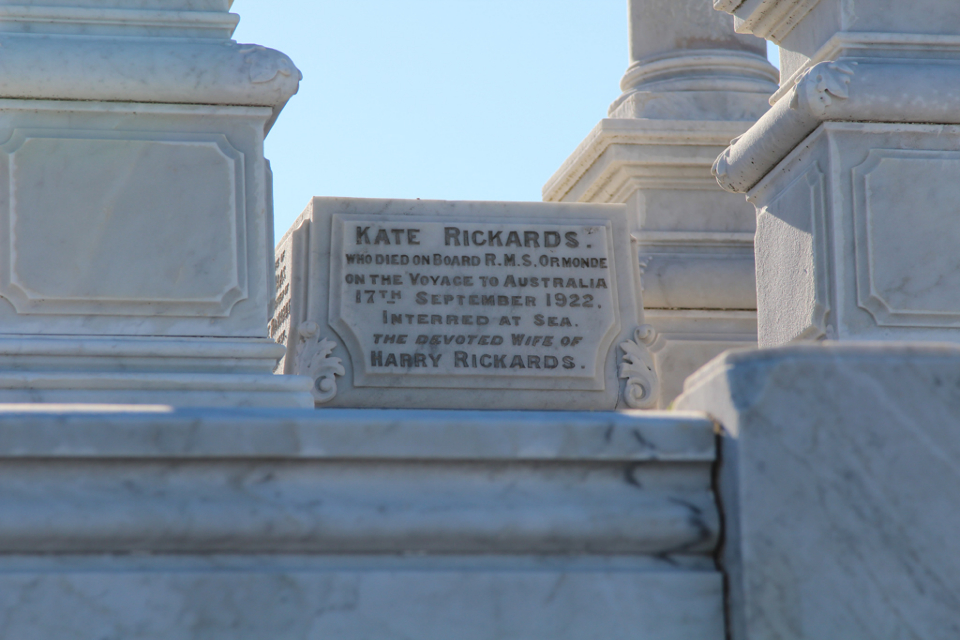 KATE RICKARDS.
WHO DIED ON BOARD R.M.S. ORMONDE
ON THE VOYAGE TO AUSTRALIA
17TH SEPTEMBER 1922.
INTERRED AT SEA.
THE DEVOTED WIFE OF
HARRY RICKARDS.